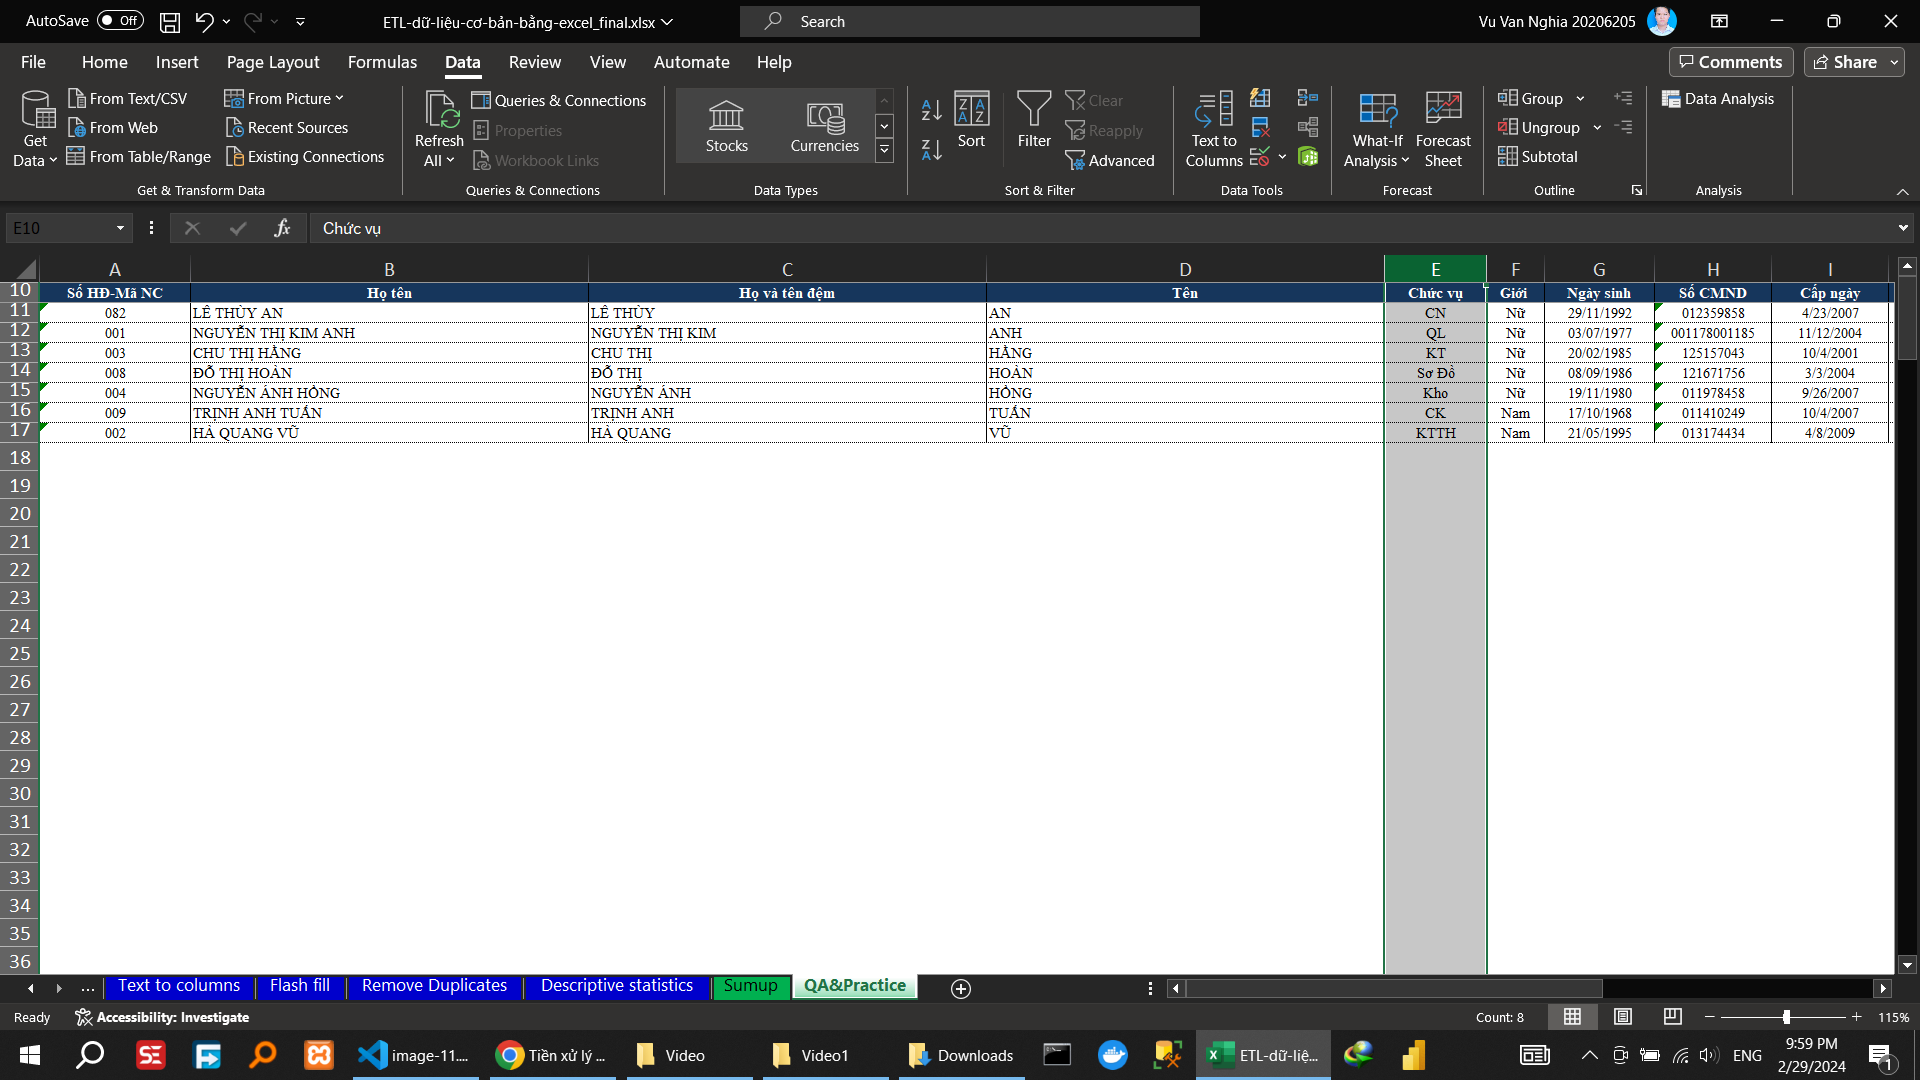 AutoSave Off ETL-dữ-liệu-cơ-bản-bằng-excel_final.xlsx Search Vu Van Nghia 20206205
File Home Insert Page Layout Formulas Data Review View Automate Help Comments Share
Get Data From Text/CSV From Web From Table/Range From Picture Recent Sources Existing Connections
Refresh All Queries & Connections Properties Workbook Links
Stocks Currencies
Sort Filter Clear Reapply Advanced
Text to Columns
What-If Analysis Forecast Sheet
Group Ungroup Subtotal
Data Analysis
Get & Transform Data Queries & Connections Data Types Sort & Filter Data Tools Forecast Outline Analysis
E10 fx Chức vụ
A B C D E F G H I
10 Số HĐ-Mã NC Họ tên Họ và tên đệm Tên Chức vụ Giới Ngày sinh Số CMND Cấp ngày
11 082 LÊ THÙY AN LÊ THÙY AN CN Nữ 29/11/1992 012359858 4/23/2007
12 001 NGUYỄN THỊ KIM ANH NGUYỄN THỊ KIM ANH QL Nữ 03/07/1977 001178001185 11/12/2004
13 003 CHU THỊ HẰNG CHU THỊ HẰNG KT Nữ 20/02/1985 125157043 10/4/2001
14 008 ĐỖ THỊ HOÀN ĐỖ THỊ HOÀN Sơ Đồ Nữ 08/09/1986 121671756 3/3/2004
15 004 NGUYỄN ÁNH HỒNG NGUYỄN ÁNH HỒNG Kho Nữ 19/11/1980 011978458 9/26/2007
16 009 TRỊNH ANH TUẤN TRỊNH ANH TUẤN CK Nam 17/10/1968 011410249 10/4/2007
17 002 HÀ QUANG VŨ HÀ QUANG VŨ KTTH Nam 21/05/1995 013174434 4/8/2009
18
19
20
21
22
23
24
25
26
27
28
29
30
31
32
33
34
35
36
... Text to columns Flash fill Remove Duplicates Descriptive statistics Sumup QA&Practice
Ready Accessibility: Investigate Count: 8 115%
image-11.... Tiền xử lý ... Video Video1 Downloads ETL-dữ-liệ... ENG 9:59 PM
2/29/2024 1